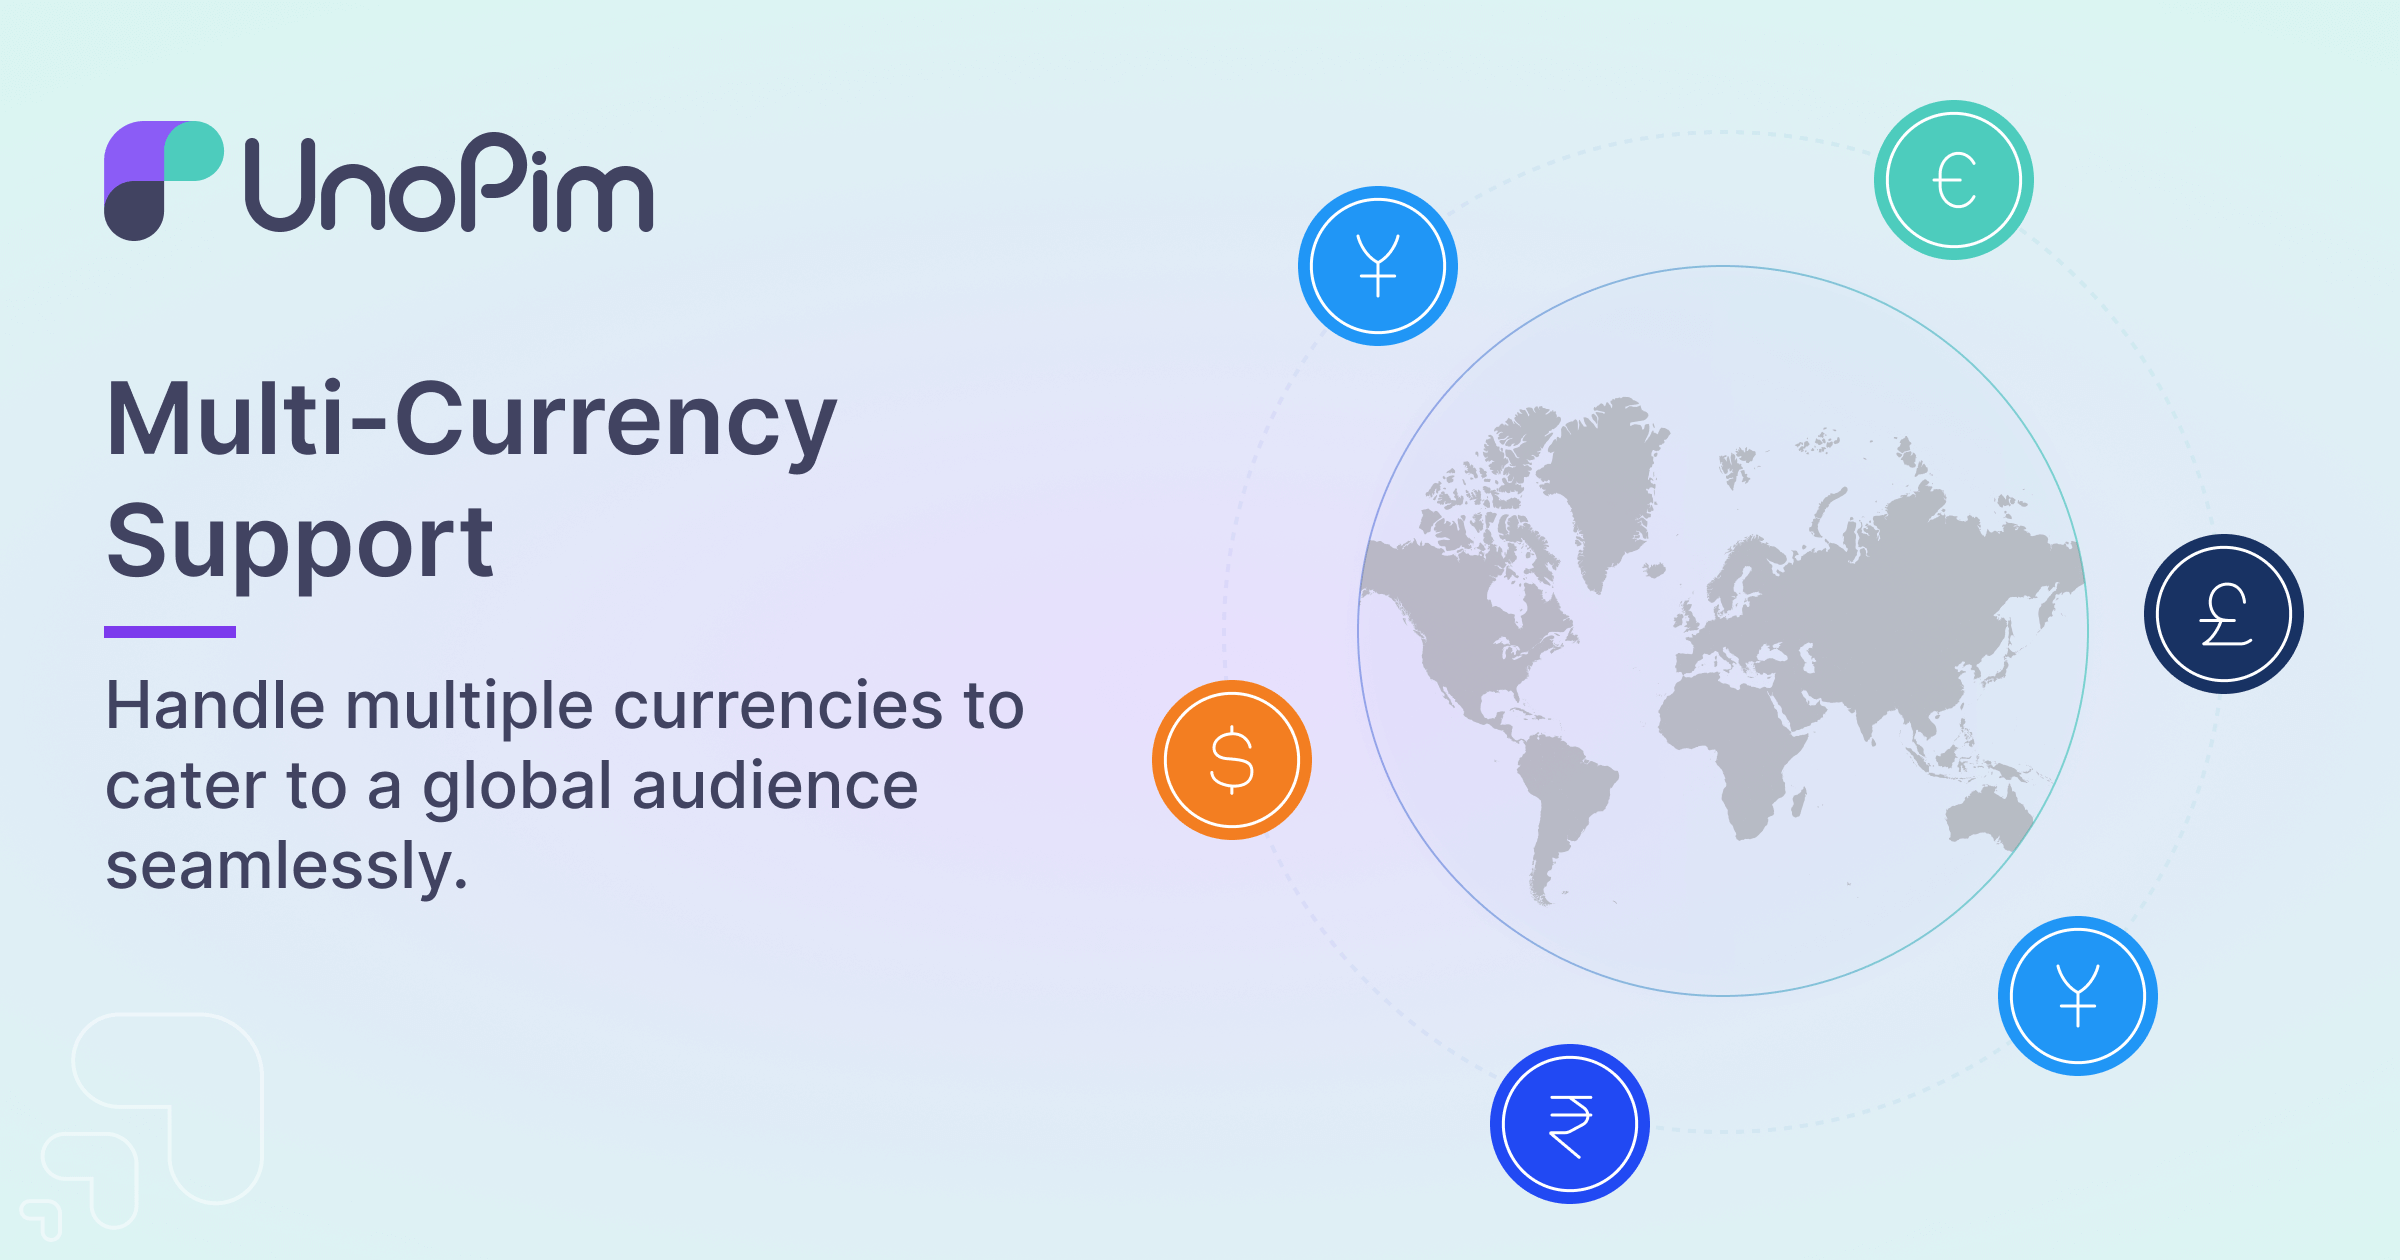 UnoPim
Multi-Currency
Support
Handle multiple currencies to
cater to a global audience
seamlessly.
¥
€
£
$
¥
₹